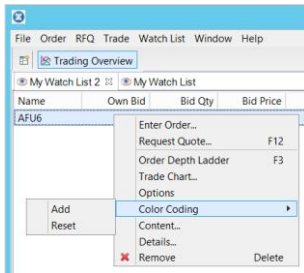 File Order RFQ Trade Watch List Window Help
Trading Overview
My Watch List 2 My Watch List
Name Own Bid Bid Qty Bid Price
AFU6
Enter Order...
Request Quote... F12
Order Depth Ladder F3
Trade Chart...
Options
Add Color Coding
Reset Content...
Details...
Remove Delete